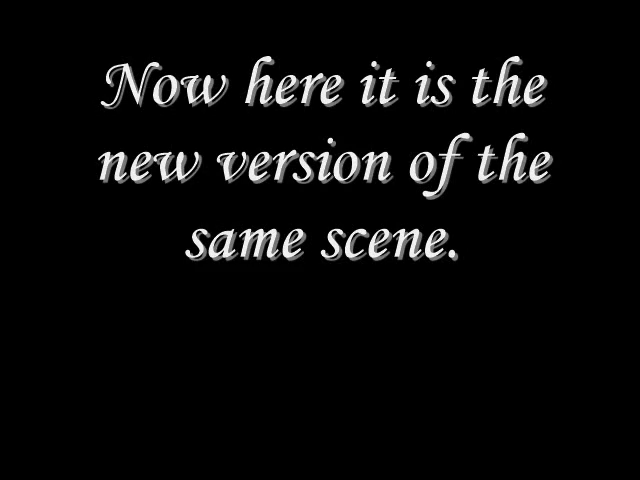 Now here it is the
new version of the
same scene.